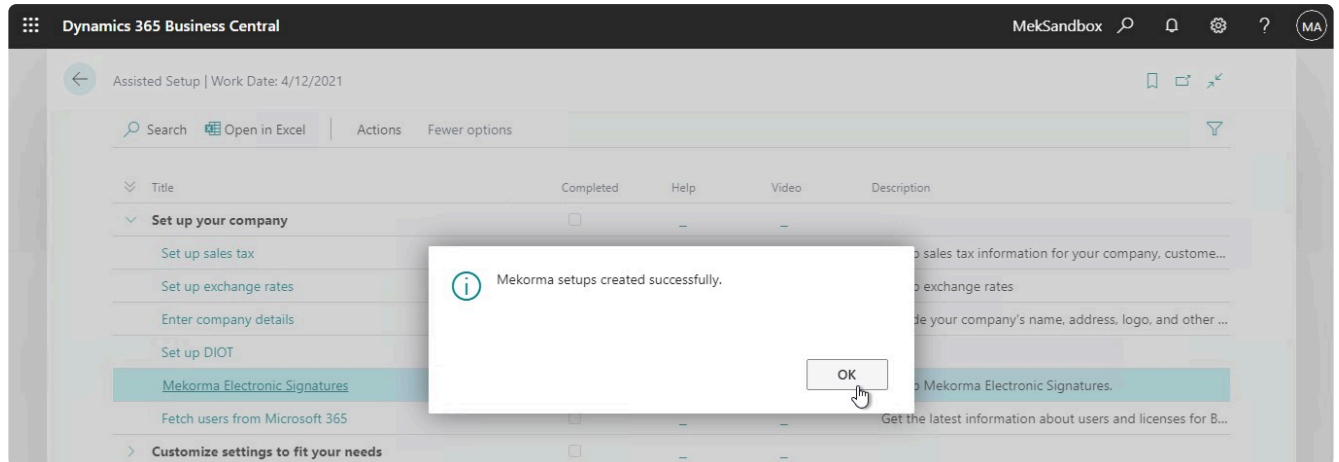 Dynamics 365 Business Central MekSandbox ? MA
Assisted Setup | Work Date: 4/12/2021
Search Open in Excel | Actions Fewer options
Title Completed Help Video Description
Set up your company _ _
Set up sales tax sales tax information for your company, custome...
Mekorma setups created successfully.
Set up exchange rates exchange rates
Enter company details your company's name, address, logo, and other ...
Set up DIOT
OK
Mekorma Electronic Signatures Mekorma Electronic Signatures.
Fetch users from Microsoft 365 _ _ Get the latest information about users and licenses for B...
Customize settings to fit your needs _ _